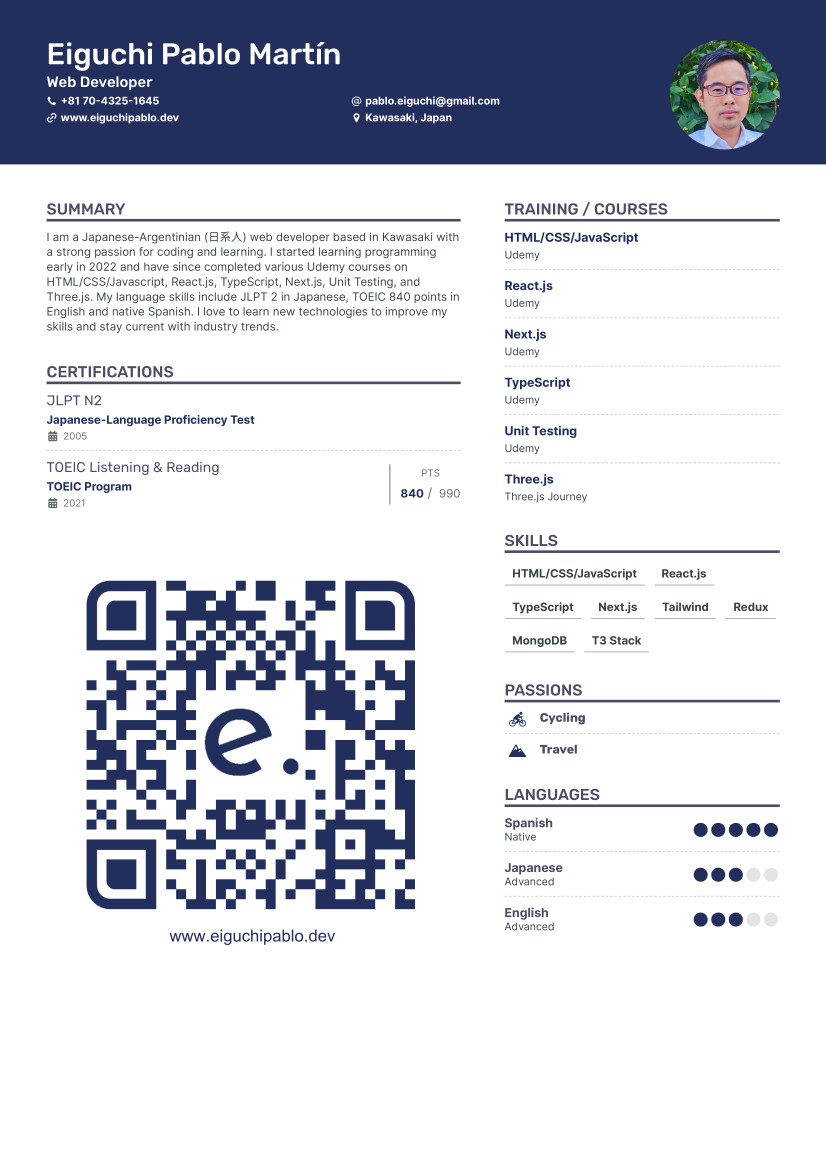 Eiguchi Pablo Martín
Web Developer
+81 70-4325-1645
@ pablo.eiguchi@gmail.com
www.eiguchipablo.dev
Kawasaki, Japan
SUMMARY
I am a Japanese-Argentinian (日系人) web developer based in Kawasaki with
a strong passion for coding and learning. I started learning programming
early in 2022 and have since completed various Udemy courses on
HTML/CSS/Javascript, React.js, TypeScript, Next.js, Unit Testing, and
Three.js. My language skills include JLPT 2 in Japanese, TOEIC 840 points in
English and native Spanish. I love to learn new technologies to improve my
skills and stay current with industry trends.
CERTIFICATIONS
JLPT N2
Japanese-Language Proficiency Test
2005
TOEIC Listening & Reading
TOEIC Program
2021
PTS
840 / 990
e.
www.eiguchipablo.dev
TRAINING / COURSES
HTML/CSS/JavaScript
Udemy
React.js
Udemy
Next.js
Udemy
TypeScript
Udemy
Unit Testing
Udemy
Three.js
Three.js Journey
SKILLS
HTML/CSS/JavaScript React.js
TypeScript Next.js Tailwind Redux
MongoDB T3 Stack
PASSIONS
Cycling
Travel
LANGUAGES
Spanish
Native
Japanese
Advanced
English
Advanced